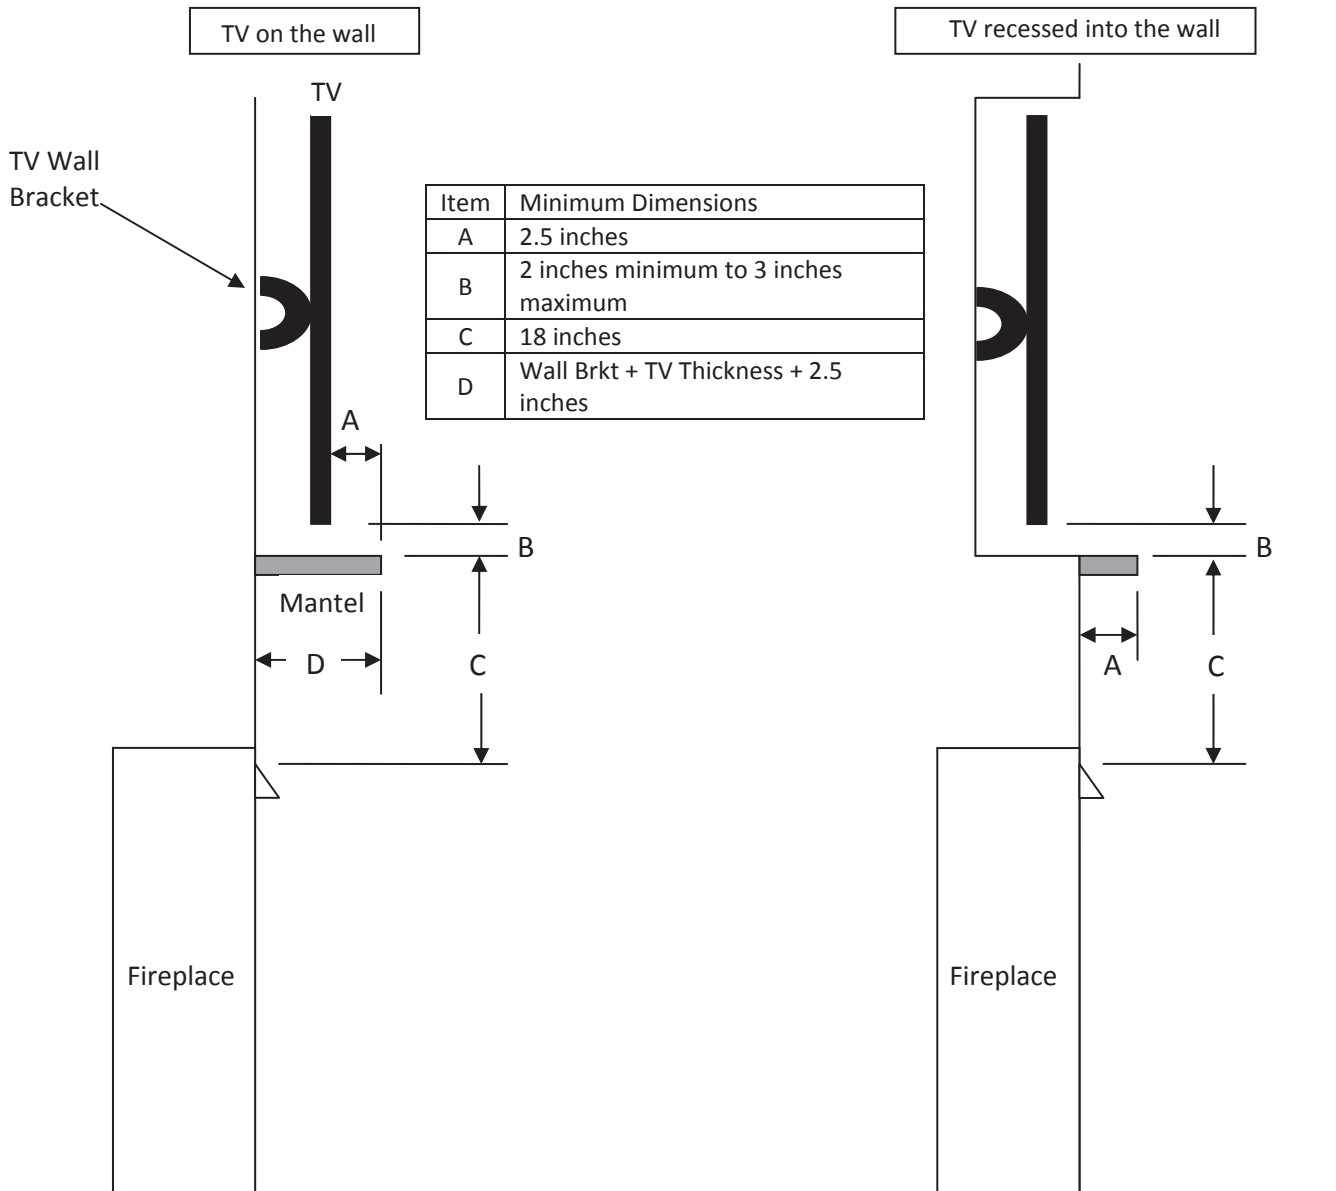 TV on the wall
TV recessed into the wall
TV
TV Wall
Bracket
Item Minimum Dimensions
A 2.5 inches
B 2 inches minimum to 3 inches
maximum
C 18 inches
D Wall Brkt + TV Thickness + 2.5
inches
A
B
Mantel
D
C
Fireplace
B
A
C
Fireplace